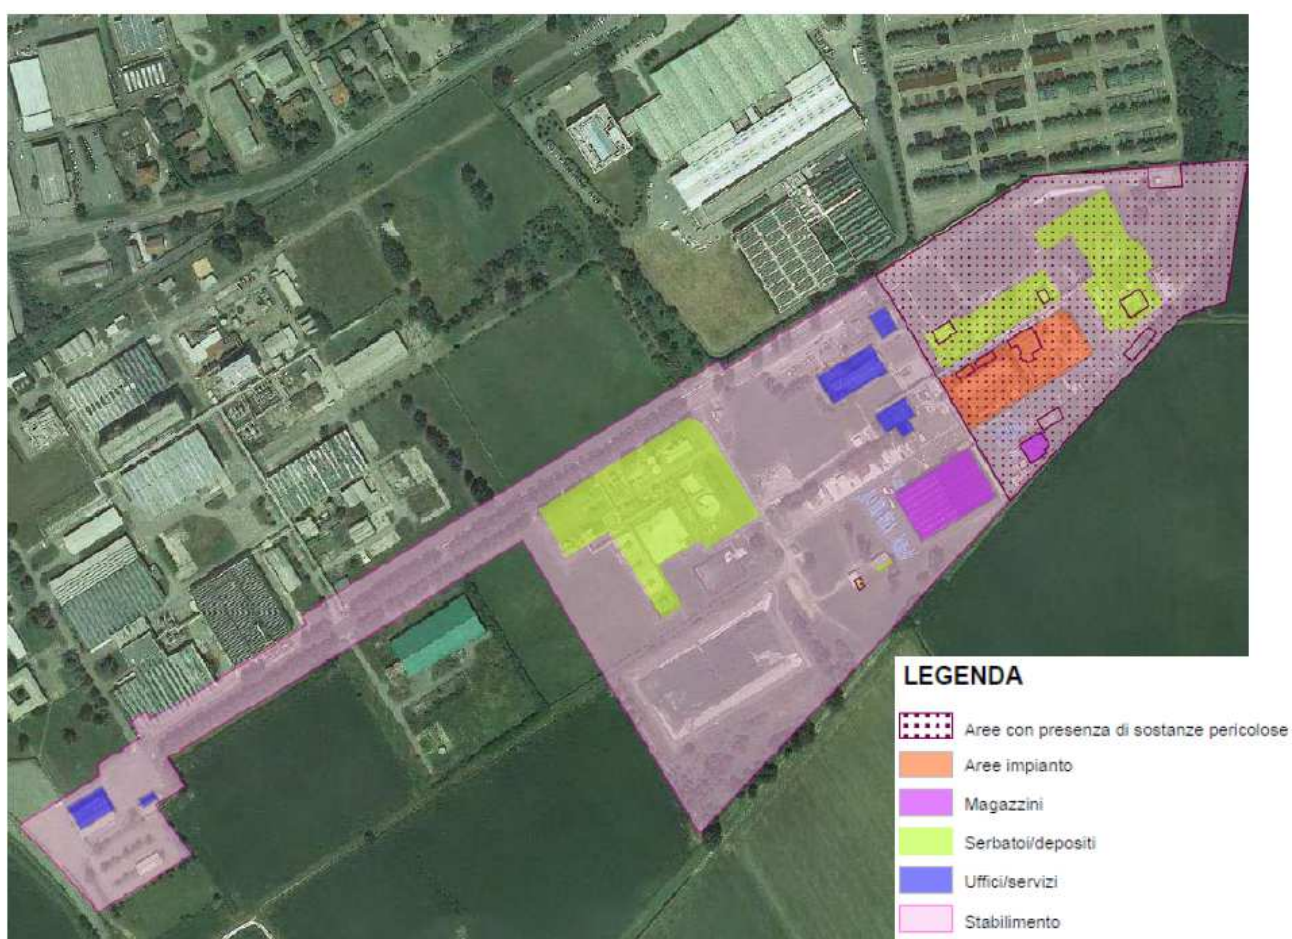 LEGENDA
Aree con presenza di sostanze pericolose
Aree impianto
Magazzini
Serbatoi/depositi
Uffici/servizi
Stabilimento